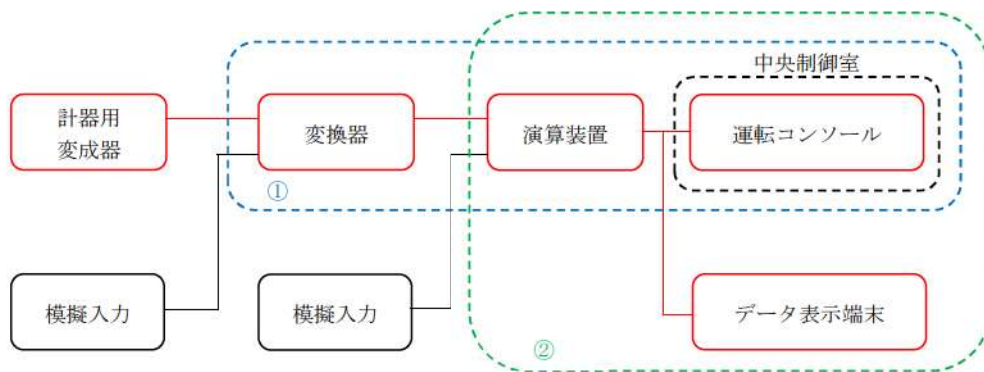 中央制御室
計器用
変成器
変換器
演算装置
運転コンソール
①
模擬入力
模擬入力
データ表示端末
②